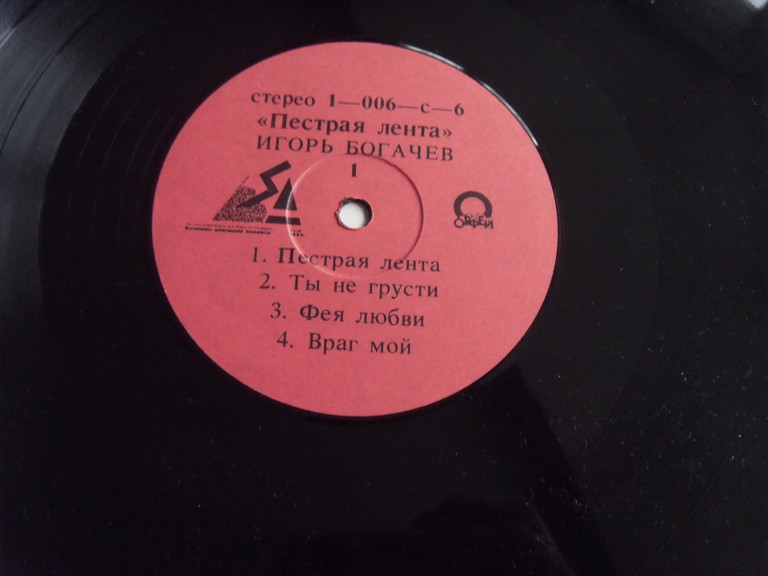 стерео 1—006—с—6
«Пестрая лента»
ИГОРЬ БОГАЧЕВ
1
ОРФЕЙ
1. Пестрая лента
2. Ты не грусти
3. Фея любви
4. Враг мой